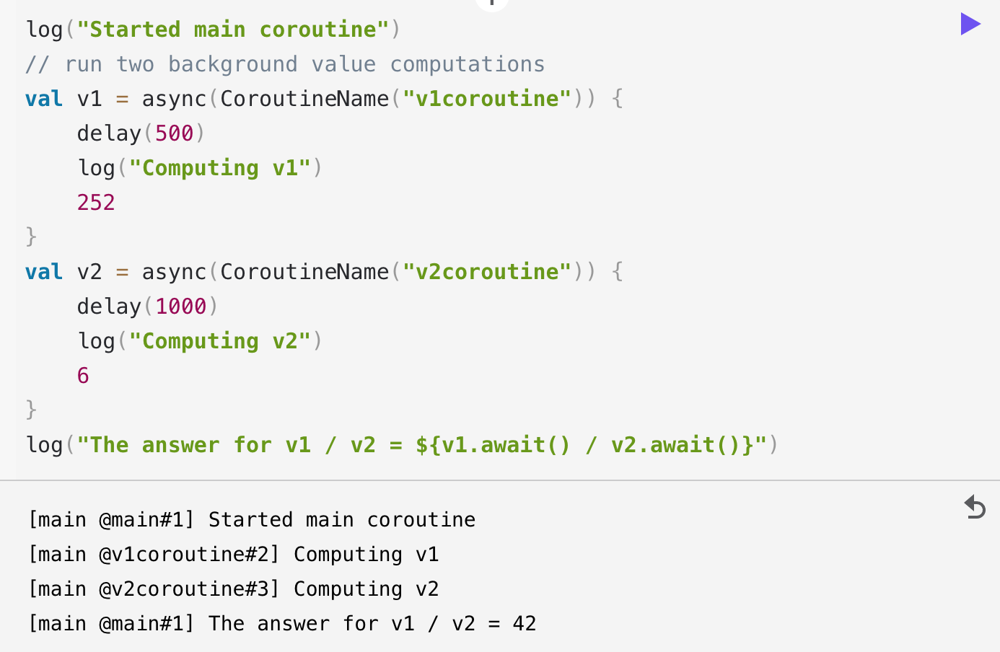 log("Started main coroutine")
// run two background value computations
val v1 = async(CoroutineName("v1coroutine")) {
    delay(500)
    log("Computing v1")
    252
}
val v2 = async(CoroutineName("v2coroutine")) {
    delay(1000)
    log("Computing v2")
    6
}
log("The answer for v1 / v2 = ${v1.await() / v2.await()}")
[main @main#1] Started main coroutine
[main @v1coroutine#2] Computing v1
[main @v2coroutine#3] Computing v2
[main @main#1] The answer for v1 / v2 = 42